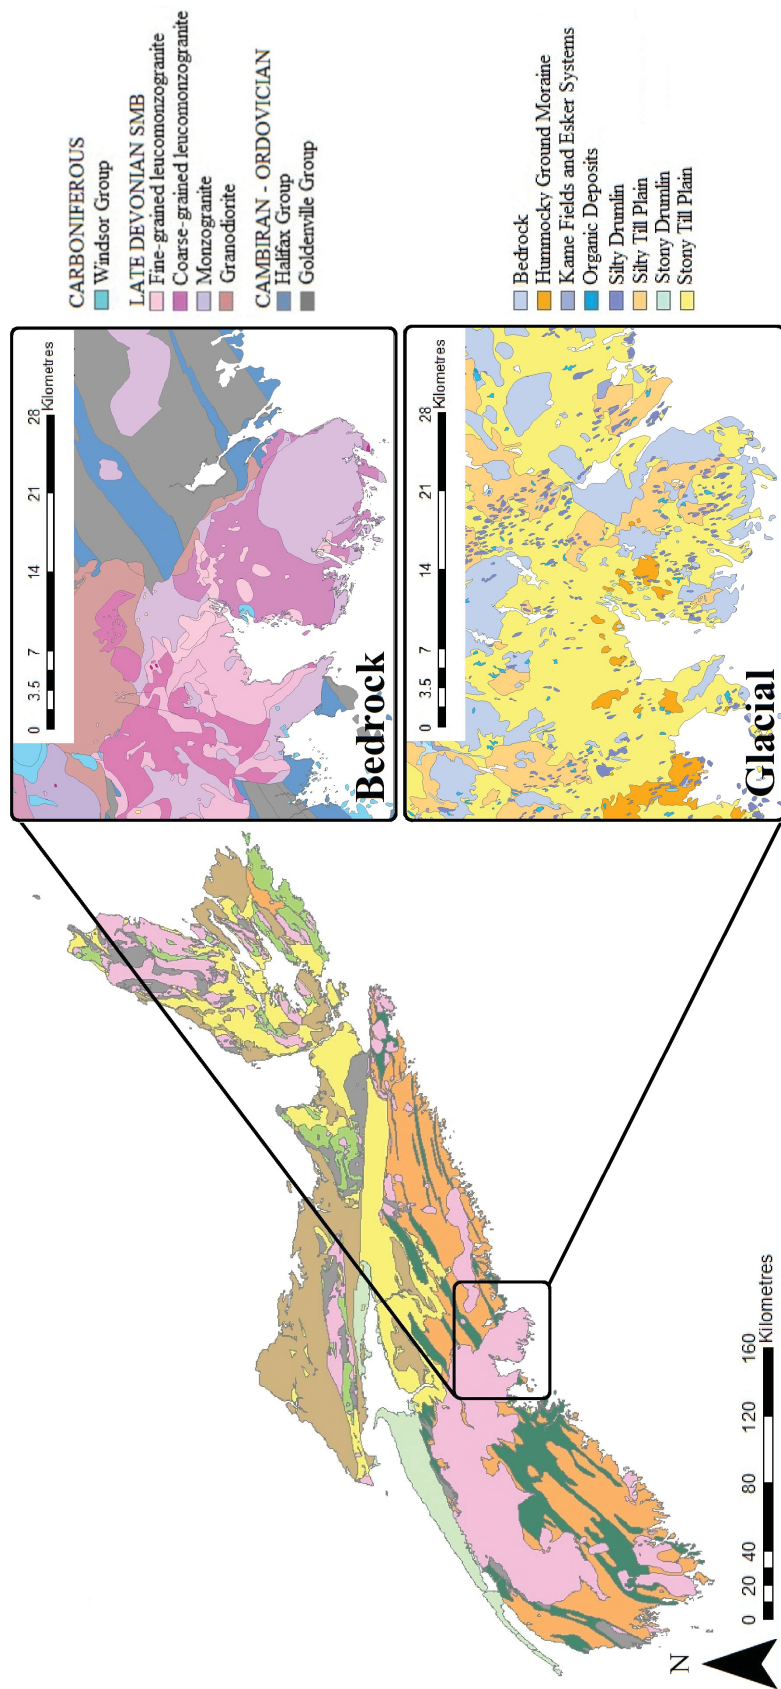 N
0 20 40 80 120 160
Kilometres
0 3.5 7 14 21 28
Kilometres
Bedrock
CARBONIFEROUS
Windsor Group
LATE DEVONIAN SMB
Fine-grained leucomonzogranite
Coarse-grained leucomonzogranite
Monzogranite
Granodiorite
CAMBIRAN - ORDOVICIAN
Halifax Group
Goldenville Group
0 3.5 7 14 21 28
Kilometres
Glacial
Bedrock
Hummocky Ground Moraine
Kame Fields and Esker Systems
Organic Deposits
Silty Drumlin
Silty Till Plain
Stony Drumlin
Stony Till Plain